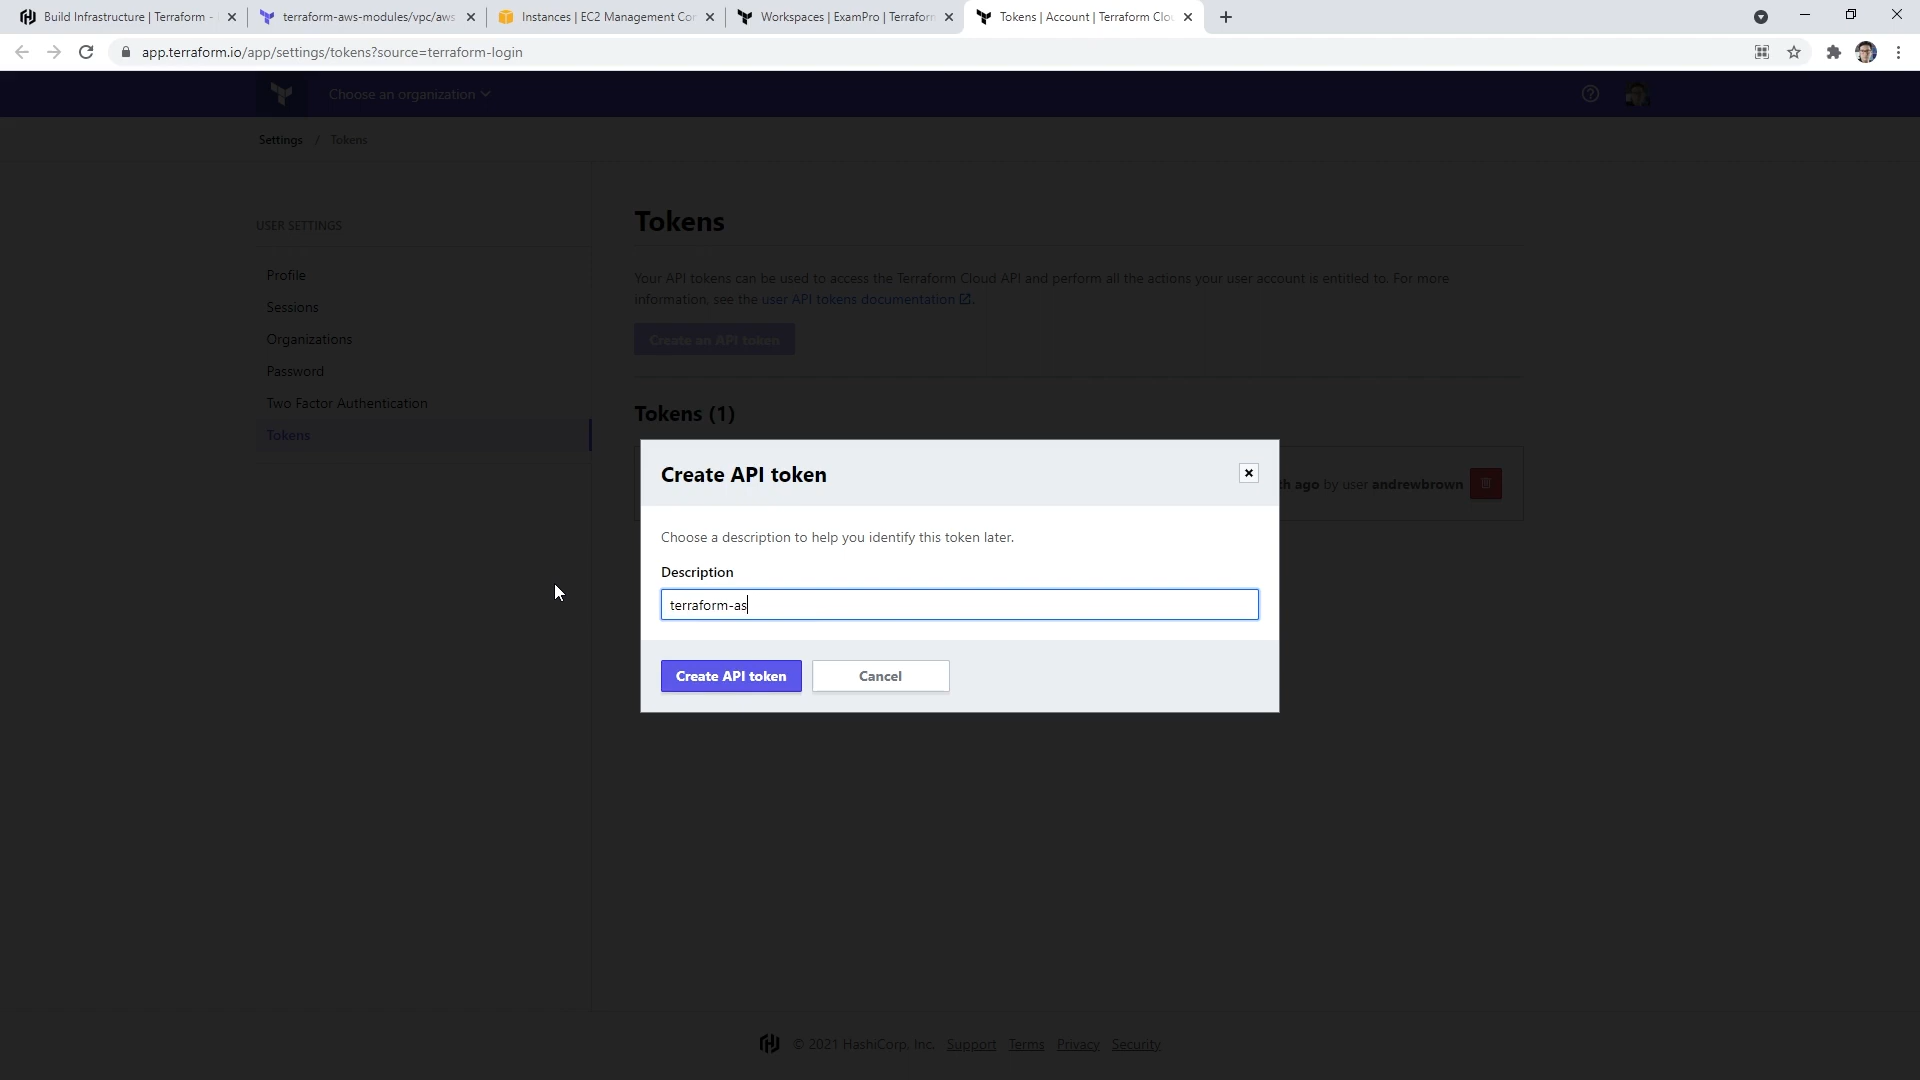 Build Infrastructure | Terraform -
terraform-aws-modules/vpc/aws
Instances | EC2 Management Con
Workspaces | ExamPro | Terraform
Tokens | Account | Terraform Clou
app.terraform.io/app/settings/tokens?source=terraform-login
Choose an organization
Settings / Tokens
USER SETTINGS
Profile
Sessions
Organizations
Password
Two Factor Authentication
Tokens
Tokens
Your API tokens can be used to access the Terraform Cloud API and perform all the actions your user account is entitled to. For more
information, see the user API tokens documentation.
Create an API token
Tokens (1)
th ago by user andrewbrown
Create API token
Choose a description to help you identify this token later.
Description
terraform-as
Create API token
Cancel
© 2021 HashiCorp, Inc. Support Terms Privacy Security